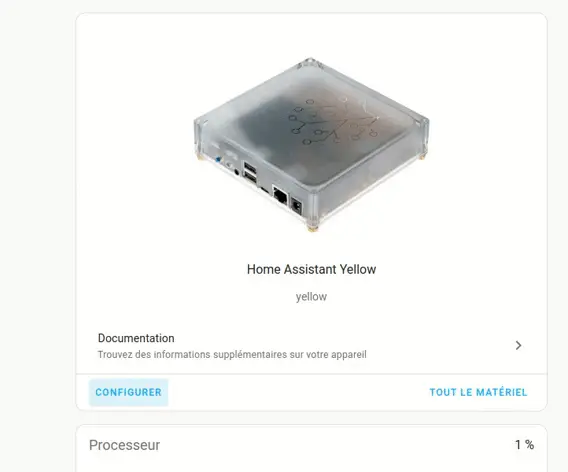 Home Assistant Yellow
yellow
Documentation
Trouvez des informations supplémentaires sur votre appareil
CONFIGURER
TOUT LE MATÉRIEL
Processeur
1 %